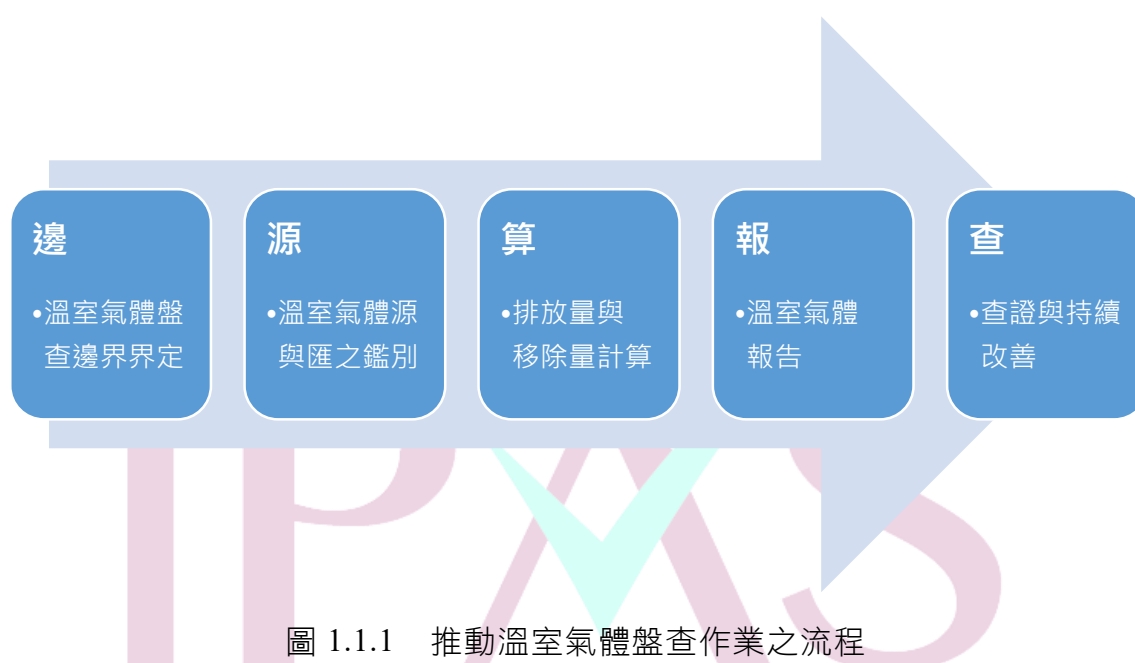 邊
•溫室氣體盤
查邊界界定
源
•溫室氣體源
與匯之鑑別
算
•排放量與
移除量計算
報
•溫室氣體
報告
查
•查證與持續
改善
IPAS
圖 1.1.1 推動溫室氣體盤查作業之流程